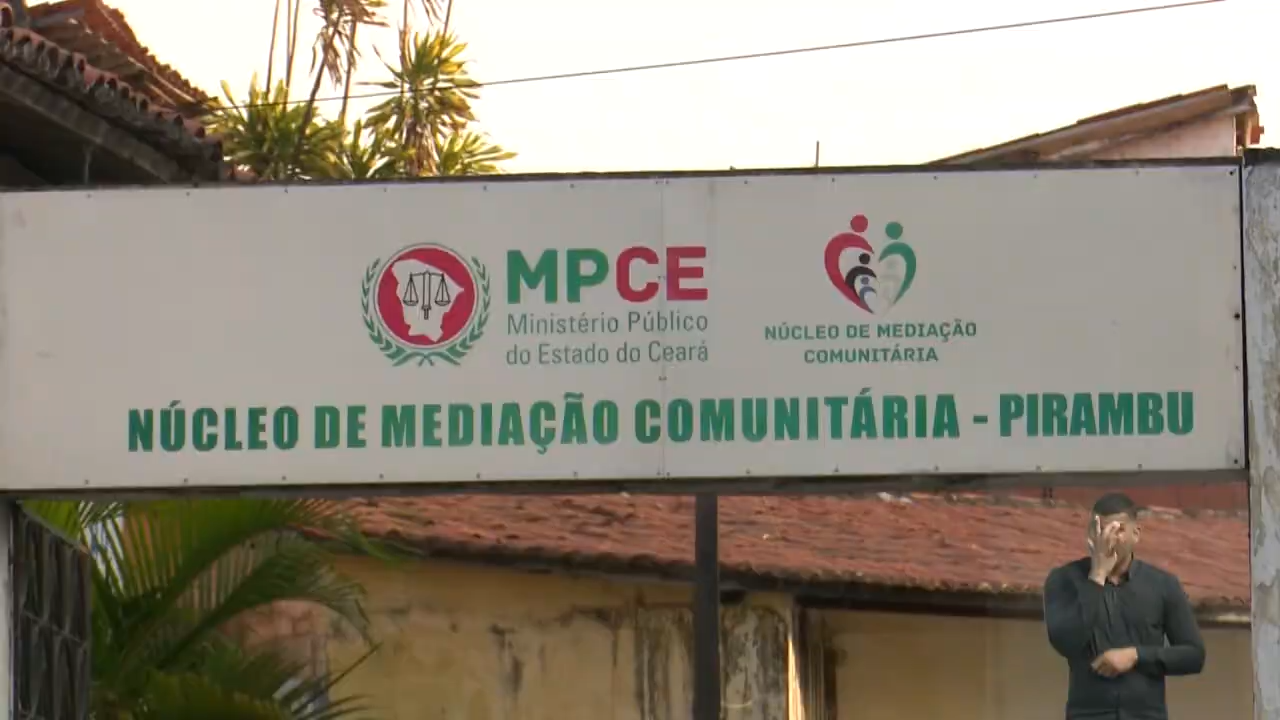 MPCE
Ministério Público
do Estado do Ceará
NÚCLEO DE MEDIAÇÃO
COMUNITÁRIA
NÚCLEO DE MEDIAÇÃO COMUNITÁRIA - PIRAMBU